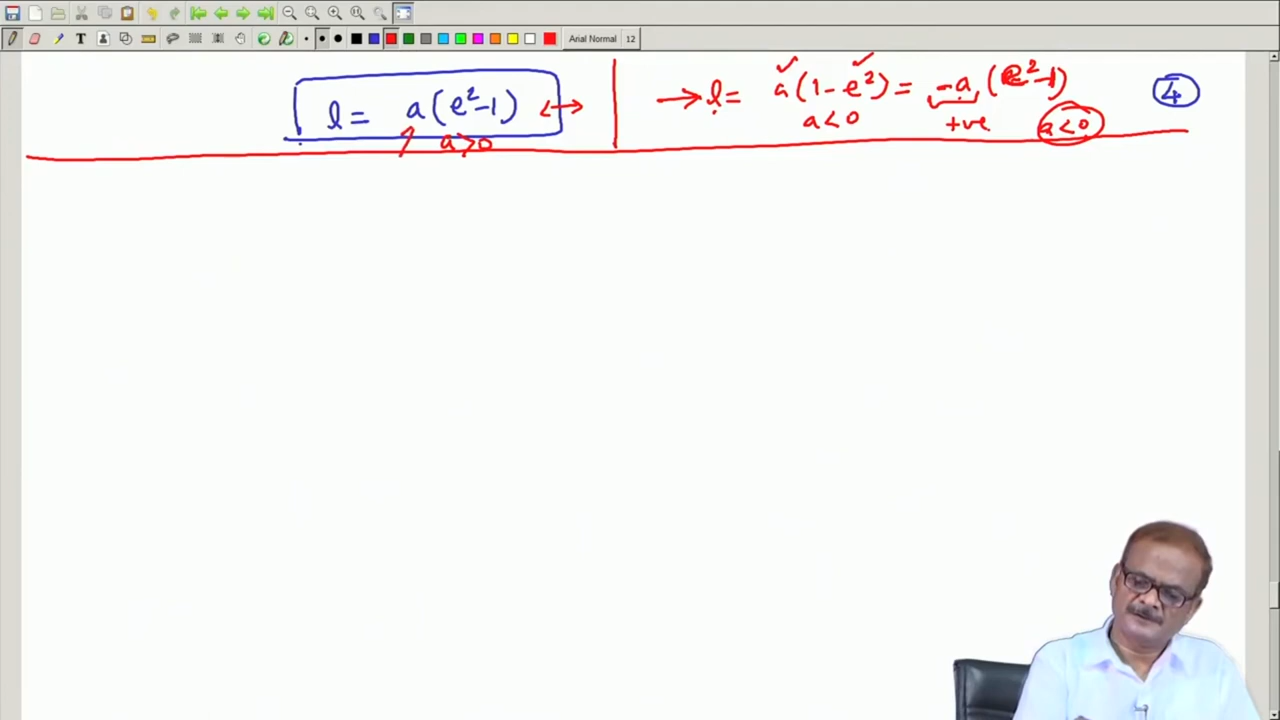 Arial Normal 12
l = a(e²-1)
a>0
→ l = a(1-e²) = -a(e²-1)
a<0 +ve a<0
4